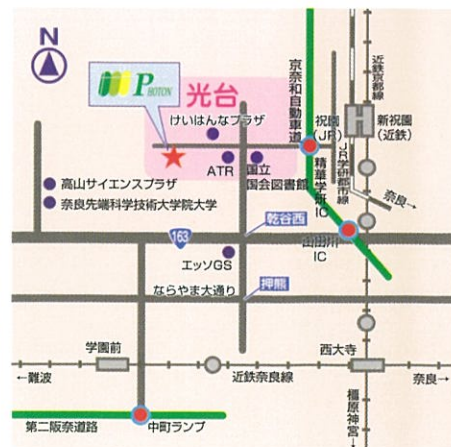 N
PHOTON
光台
けいはんなプラザ
ATR
国立
国会図書館
高山サイエンスプラザ
奈良先端科学技術大学院大学
京奈和自動車道
祝園
(JR)
精華学研IC
JR学研都市線
近鉄京都線
新祝園
(近鉄)
奈良→
163
乾谷西
山田川
IC
エッソGS
ならやま大通り
押熊
学園前
西大寺
←難波
近鉄奈良線
奈良→
橿原神宮→
第二阪奈道路
中町ランプ